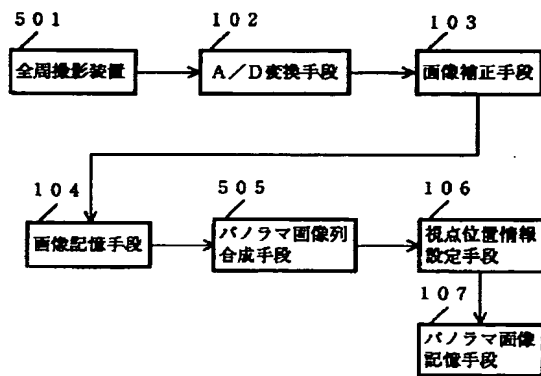 501
102
103
全周撮影装置
A/D変換手段
画像補正手段
104
505
106
画像記憶手段
パノラマ画像列
合成手段
視点位置情報
設定手段
107
パノラマ画像
記憶手段